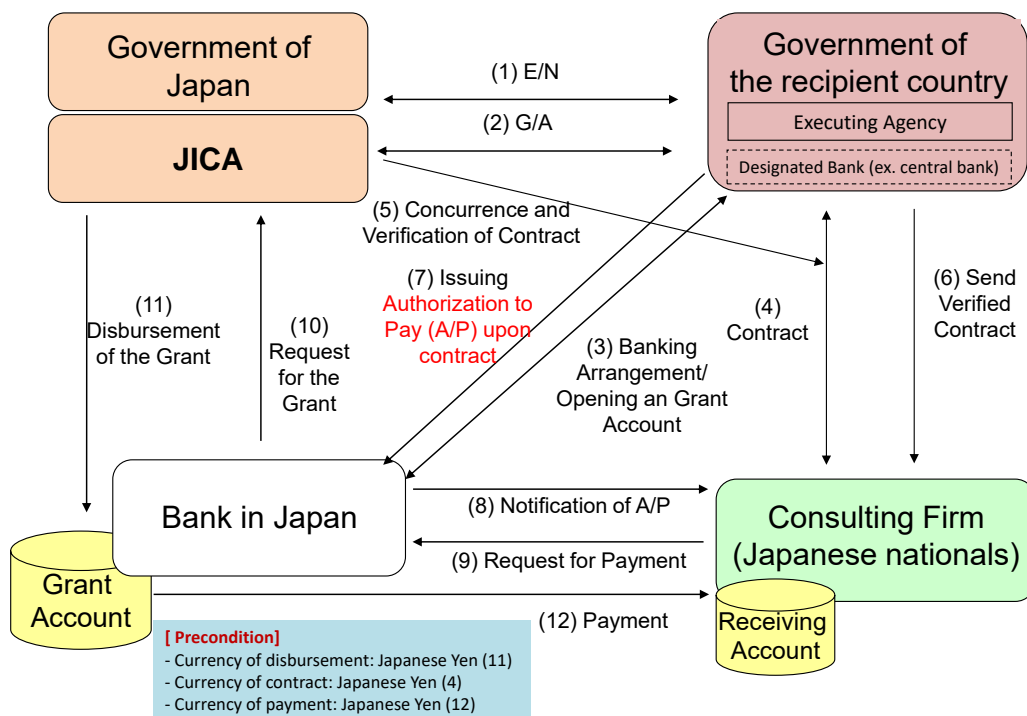 Government of
Japan
JICA
Government of
the recipient country
Executing Agency
Designated Bank (ex. central bank)
(1) E/N
(2) G/A
(5) Concurrence and
Verification of Contract
(7) Issuing
Authorization to
Pay (A/P) upon
contract
(3) Banking
Arrangement/
Opening an Grant
Account
(4)
Contract
(6) Send
Verified
Contract
(11)
Disbursement
of the Grant
(10)
Request
for the
Grant
Bank in Japan
(8) Notification of A/P
(9) Request for Payment
Consulting Firm
(Japanese nationals)
Grant
Account
(12) Payment
Receiving
Account
[ Precondition]
- Currency of disbursement: Japanese Yen (11)
- Currency of contract: Japanese Yen (4)
- Currency of payment: Japanese Yen (12)